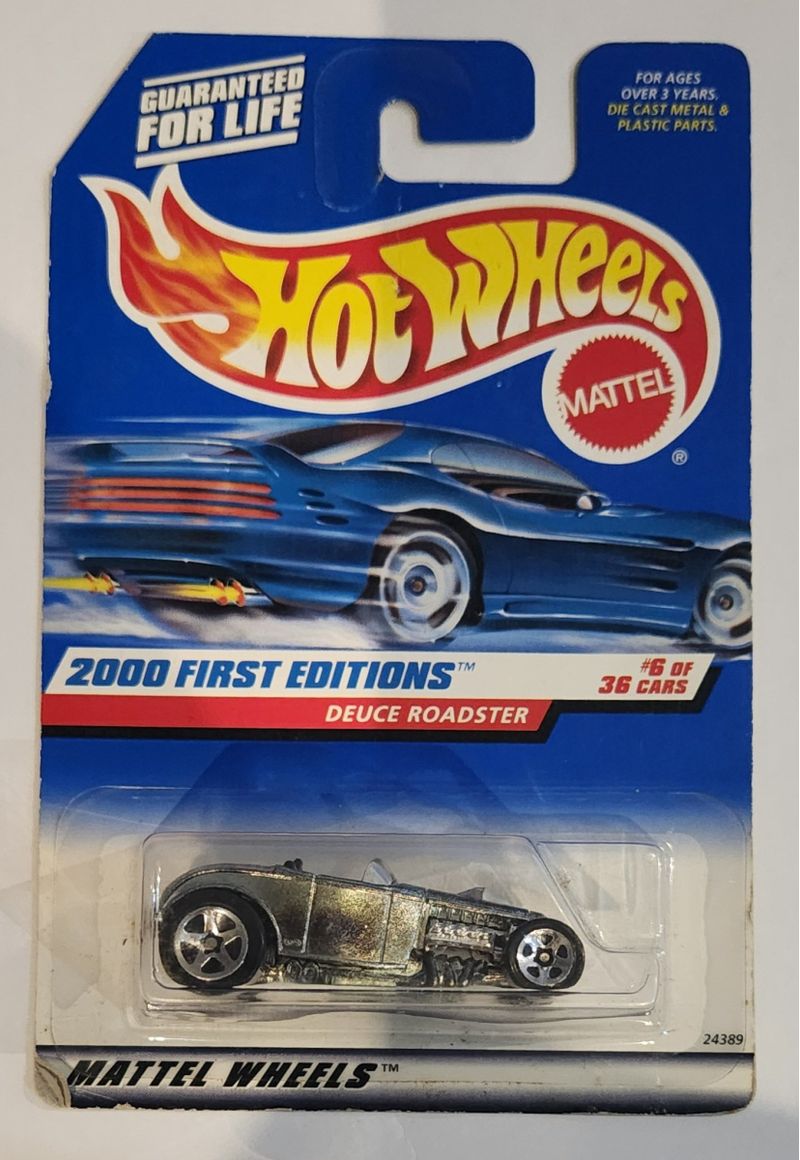 GUARANTEED
FOR LIFE
FOR AGES
OVER 3 YEARS.
DIE CAST METAL &
PLASTIC PARTS.
HOT WHEELS
MATTEL
®
2000 FIRST EDITIONS™
#6 OF
36 CARS
DEUCE ROADSTER
24389
MATTEL WHEELS™